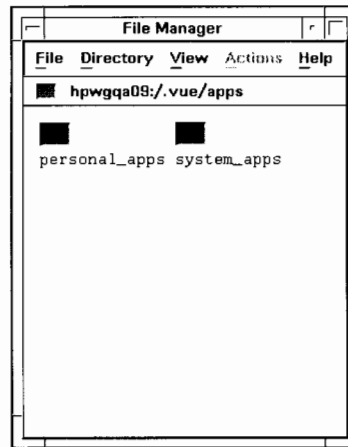 File Manager
File Directory View Actions Help
hpwgqa09:/.vue/apps
personal_apps system_apps